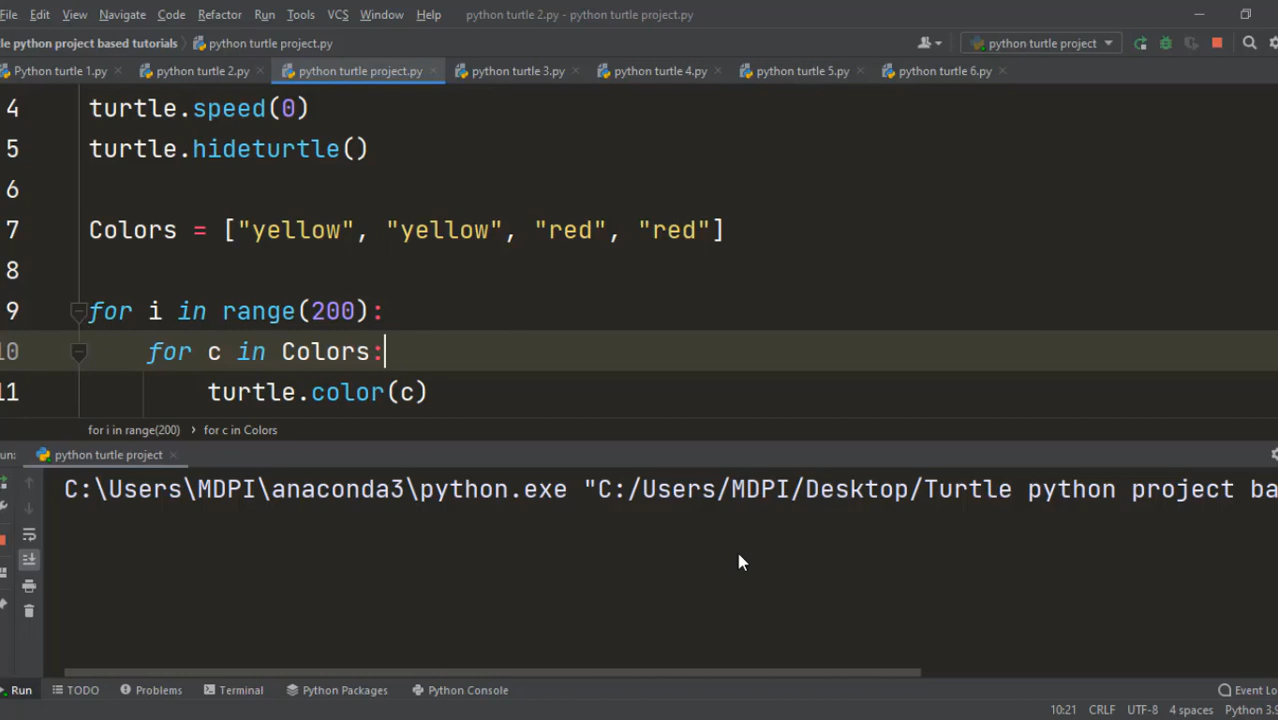 File Edit View Navigate Code Refactor Run Tools VCS Window Help python turtle 2.py - python turtle project.py
le python project based tutorials python turtle project.py python turtle project
Python turtle 1.py python turtle 2.py python turtle project.py python turtle 3.py python turtle 4.py python turtle 5.py python turtle 6.py
4 turtle.speed(0)
5 turtle.hideturtle()
6
7 Colors = ["yellow", "yellow", "red", "red"]
8
9 for i in range(200):
10 for c in Colors:
11 turtle.color(c)
for i in range(200) › for c in Colors
un: python turtle project
C:\Users\MDPI\anaconda3\python.exe "C:/Users/MDPI/Desktop/Turtle python project ba
Run TODO Problems Terminal Python Packages Python Console Event Lo
10:21 CRLF UTF-8 4 spaces Python 3.9